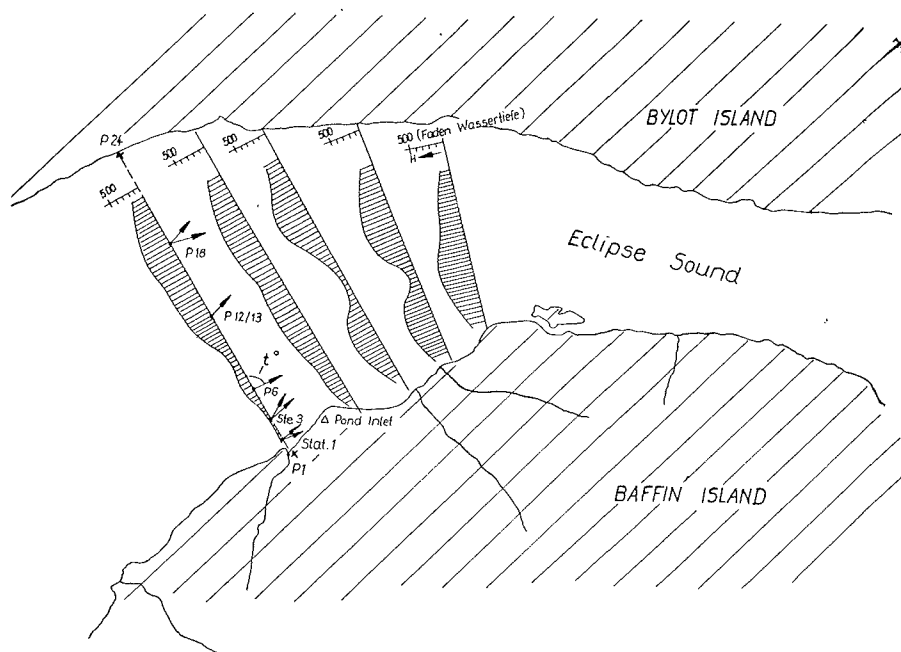 BYLOT ISLAND
P24
500
500
500
500
500 (Faden Wassertiefe)
H
Eclipse Sound
P 18
P 12/13
t°
P6
Ste.3
Stat. 1
P1
△ Pond Inlet
BAFFIN ISLAND